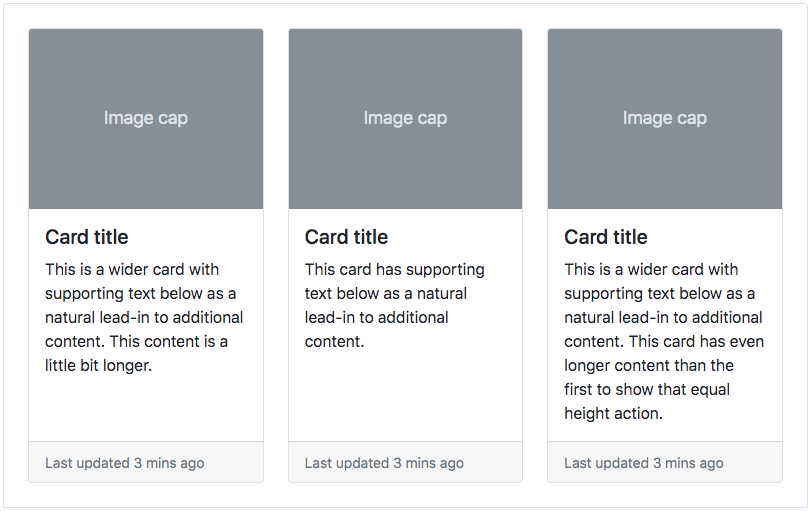 Image cap
Card title
This is a wider card with
supporting text below as a
natural lead-in to additional
content. This content is a
little bit longer.
Last updated 3 mins ago
Image cap
Card title
This card has supporting
text below as a natural
lead-in to additional
content.
Last updated 3 mins ago
Image cap
Card title
This is a wider card with
supporting text below as a
natural lead-in to additional
content. This card has even
longer content than the
first to show that equal
height action.
Last updated 3 mins ago